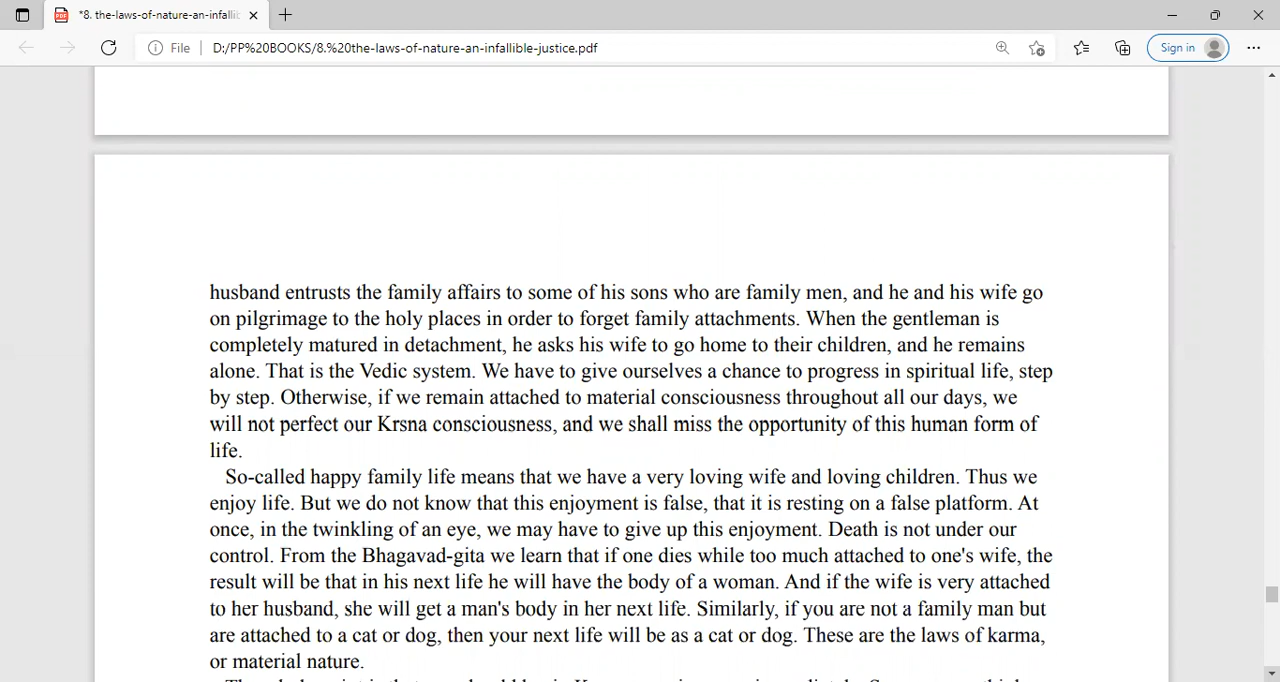 *8. the-laws-of-nature-an-infallib
File
D:/PP%20BOOKS/8.%20the-laws-of-nature-an-infallible-justice.pdf
Sign in
husband entrusts the family affairs to some of his sons who are family men, and he and his wife go
on pilgrimage to the holy places in order to forget family attachments. When the gentleman is
completely matured in detachment, he asks his wife to go home to their children, and he remains
alone. That is the Vedic system. We have to give ourselves a chance to progress in spiritual life, step
by step. Otherwise, if we remain attached to material consciousness throughout all our days, we
will not perfect our Krsna consciousness, and we shall miss the opportunity of this human form of
life.
So-called happy family life means that we have a very loving wife and loving children. Thus we
enjoy life. But we do not know that this enjoyment is false, that it is resting on a false platform. At
once, in the twinkling of an eye, we may have to give up this enjoyment. Death is not under our
control. From the Bhagavad-gita we learn that if one dies while too much attached to one's wife, the
result will be that in his next life he will have the body of a woman. And if the wife is very attached
to her husband, she will get a man's body in her next life. Similarly, if you are not a family man but
are attached to a cat or dog, then your next life will be as a cat or dog. These are the laws of karma,
or material nature.